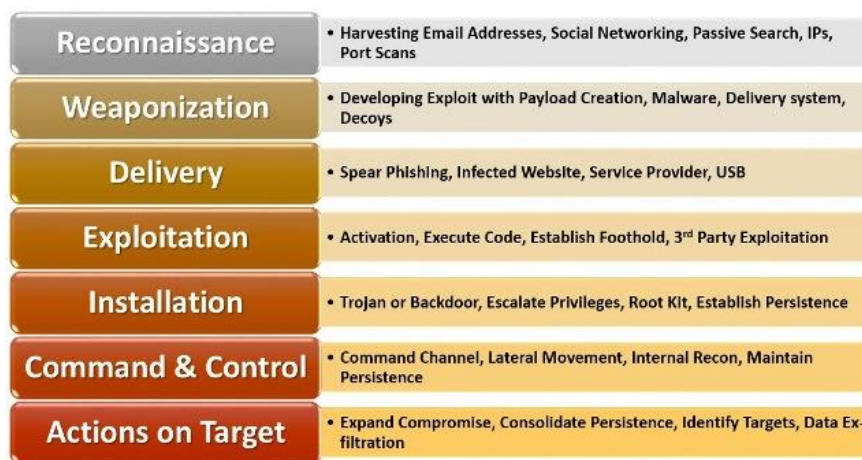 Reconnaissance
• Harvesting Email Addresses, Social Networking, Passive Search, IPs,
Port Scans
Weaponization
• Developing Exploit with Payload Creation, Malware, Delivery system,
Decoys
Delivery
• Spear Phishing, Infected Website, Service Provider, USB
Exploitation
• Activation, Execute Code, Establish Foothold, 3rd Party Exploitation
Installation
• Trojan or Backdoor, Escalate Privileges, Root Kit, Establish Persistence
Command & Control
• Command Channel, Lateral Movement, Internal Recon, Maintain
Persistence
Actions on Target
• Expand Compromise, Consolidate Persistence, Identify Targets, Data Ex-
filtration